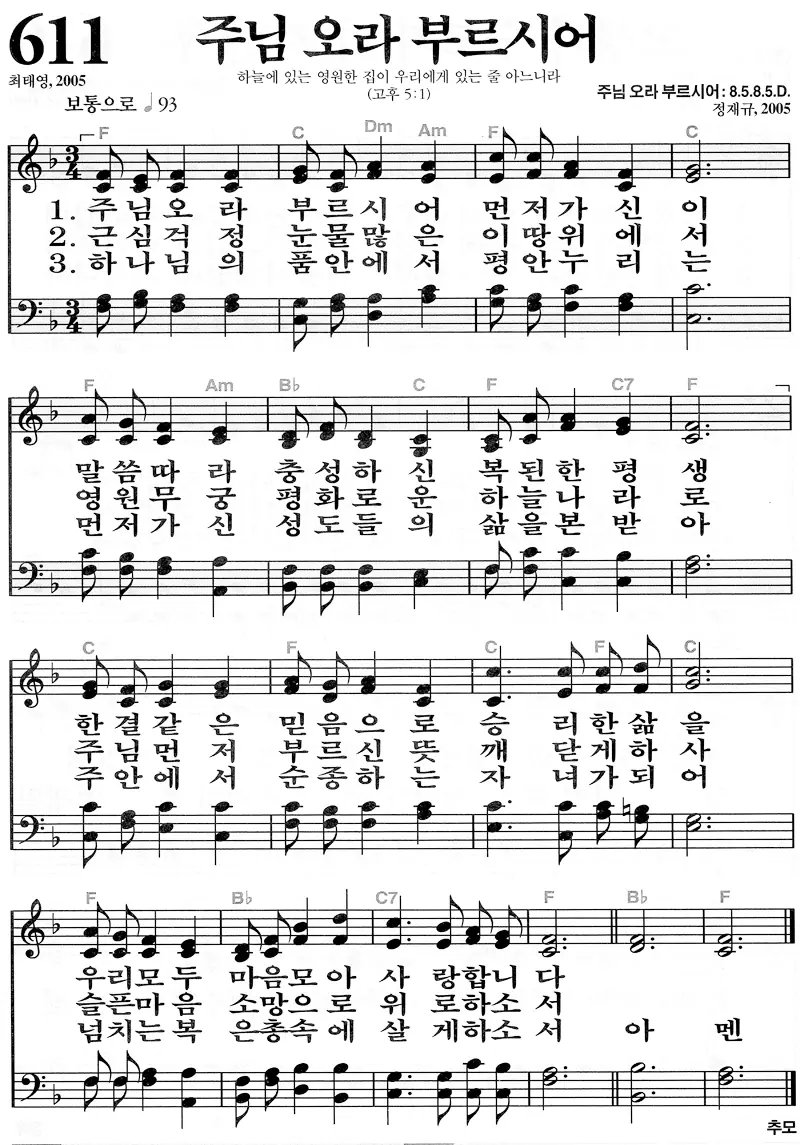 611 주님 오라 부르시어
최태영, 2005
하늘에 있는 영원한 집이 우리에게 있는 줄 아느니라
(고후 5:1)
주님 오라 부르시어 : 8.5.8.5.D.
정재규, 2005
보통으로 ♩93
F C Dm Am F C
3/4
1. 주 님 오 라 부 르 시 어 먼 저 가 신 이
2. 근 심 걱 정 눈 물 많 은 이 땅 위 에 서
3. 하 나 님 의 품 안 에 서 평 안 누 리 는
3/4
F Am B♭ C F C7 F
말 씀 따 라 충 성 하 신 복 된 한 평 생
영 원 무 궁 평 화 로 운 하 늘 나 라 로
먼 저 가 신 성 도 들 의 삶 을 본 받 아
C F C F C
한 결 같 은 믿 음 으 로 승 리 한 삶 을
주 님 먼 저 부 르 신 뜻 깨 닫 게 하 사
주 안 에 서 순 종 하 는 자 녀 가 되 어
F B♭ C7 F B♭ F
우 리 모 두 마 음 모 아 사 랑 합 니 다
슬 픈 마 음 소 망 으 로 위 로 하 소 서
넘 치 는 복 은 총 속 에 살 게 하 소 서 아 멘
추모